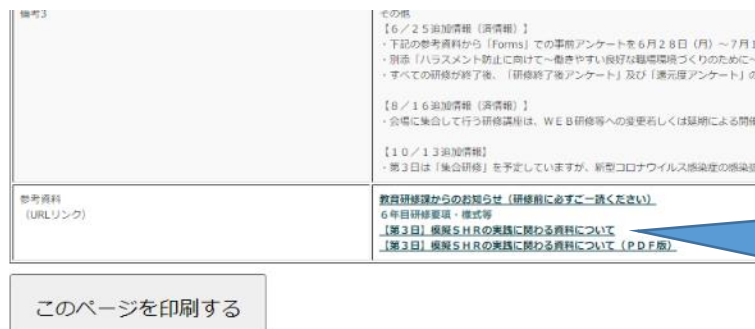 備考3
その他
【6/25追加情報（済情報）】
・下記の参考資料から「Forms」での事前アンケートを6月28日（月）～7月1
・別添「ハラスメント防止に向けて～働きやすい良好な職場環境づくりのために～
・すべての研修が終了後、「研修終了後アンケート」及び「還元度アンケート」の
【8/16追加情報（済情報）】
・会場に集合して行う研修講座は、WEB研修等への変更若しくは延期による開催
【10/13追加情報】
・第3日は「集合研修」を予定していますが、新型コロナウイルス感染症の感染拡
参考資料
（URLリンク）
教育研修課からのお知らせ（研修前に必ずご一読ください）
6年目研修要項・様式等
【第3日】模擬SHRの実践に関わる資料について
【第3日】模擬SHRの実践に関わる資料について（PDF版）
このページを印刷する